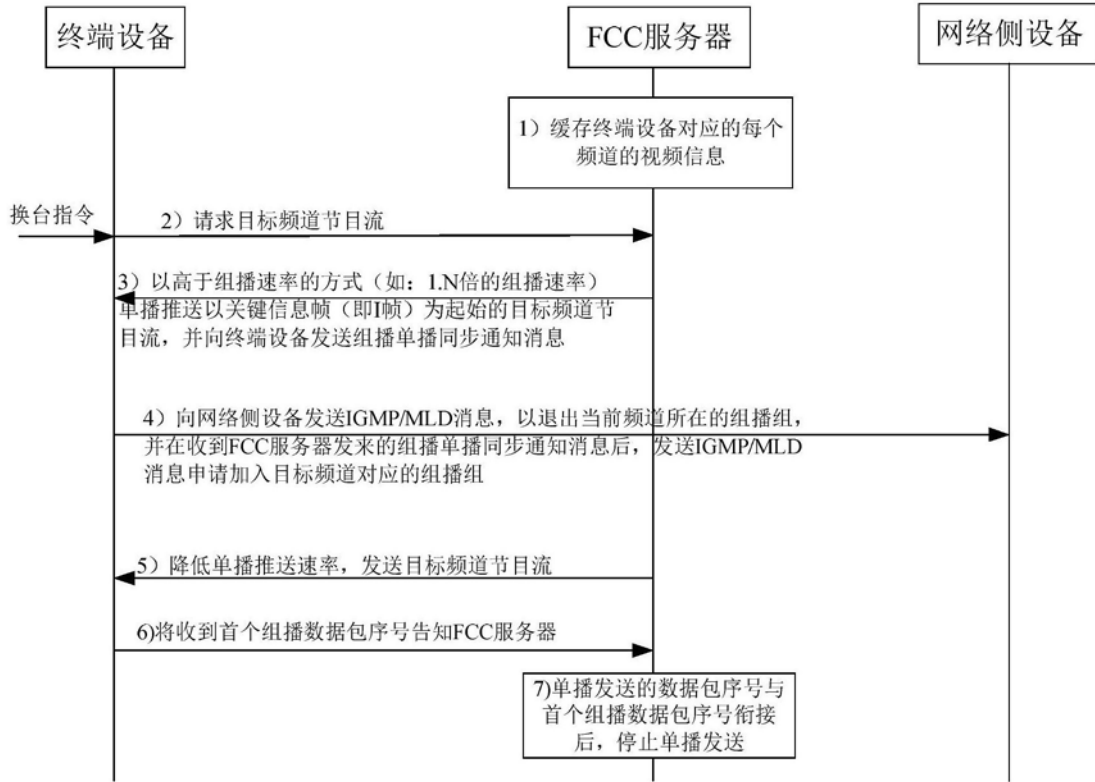 终端设备
FCC服务器
网络侧设备
1）缓存终端设备对应的每个
频道的视频信息
换台指令
2）请求目标频道节目流
3）以高于组播速率的方式（如：1.N倍的组播速率）
单播推送以关键信息帧（即I帧）为起始的目标频道节
目流，并向终端设备发送组播单播同步通知消息
4）向网络侧设备发送IGMP/MLD消息，以退出当前频道所在的组播组，
并在收到FCC服务器发来的组播单播同步通知消息后，发送IGMP/MLD
消息申请加入目标频道对应的组播组
5）降低单播推送速率，发送目标频道节目流
6)将收到首个组播数据包序号告知FCC服务器
7)单播发送的数据包序号与
首个组播数据包序号衔接
后，停止单播发送